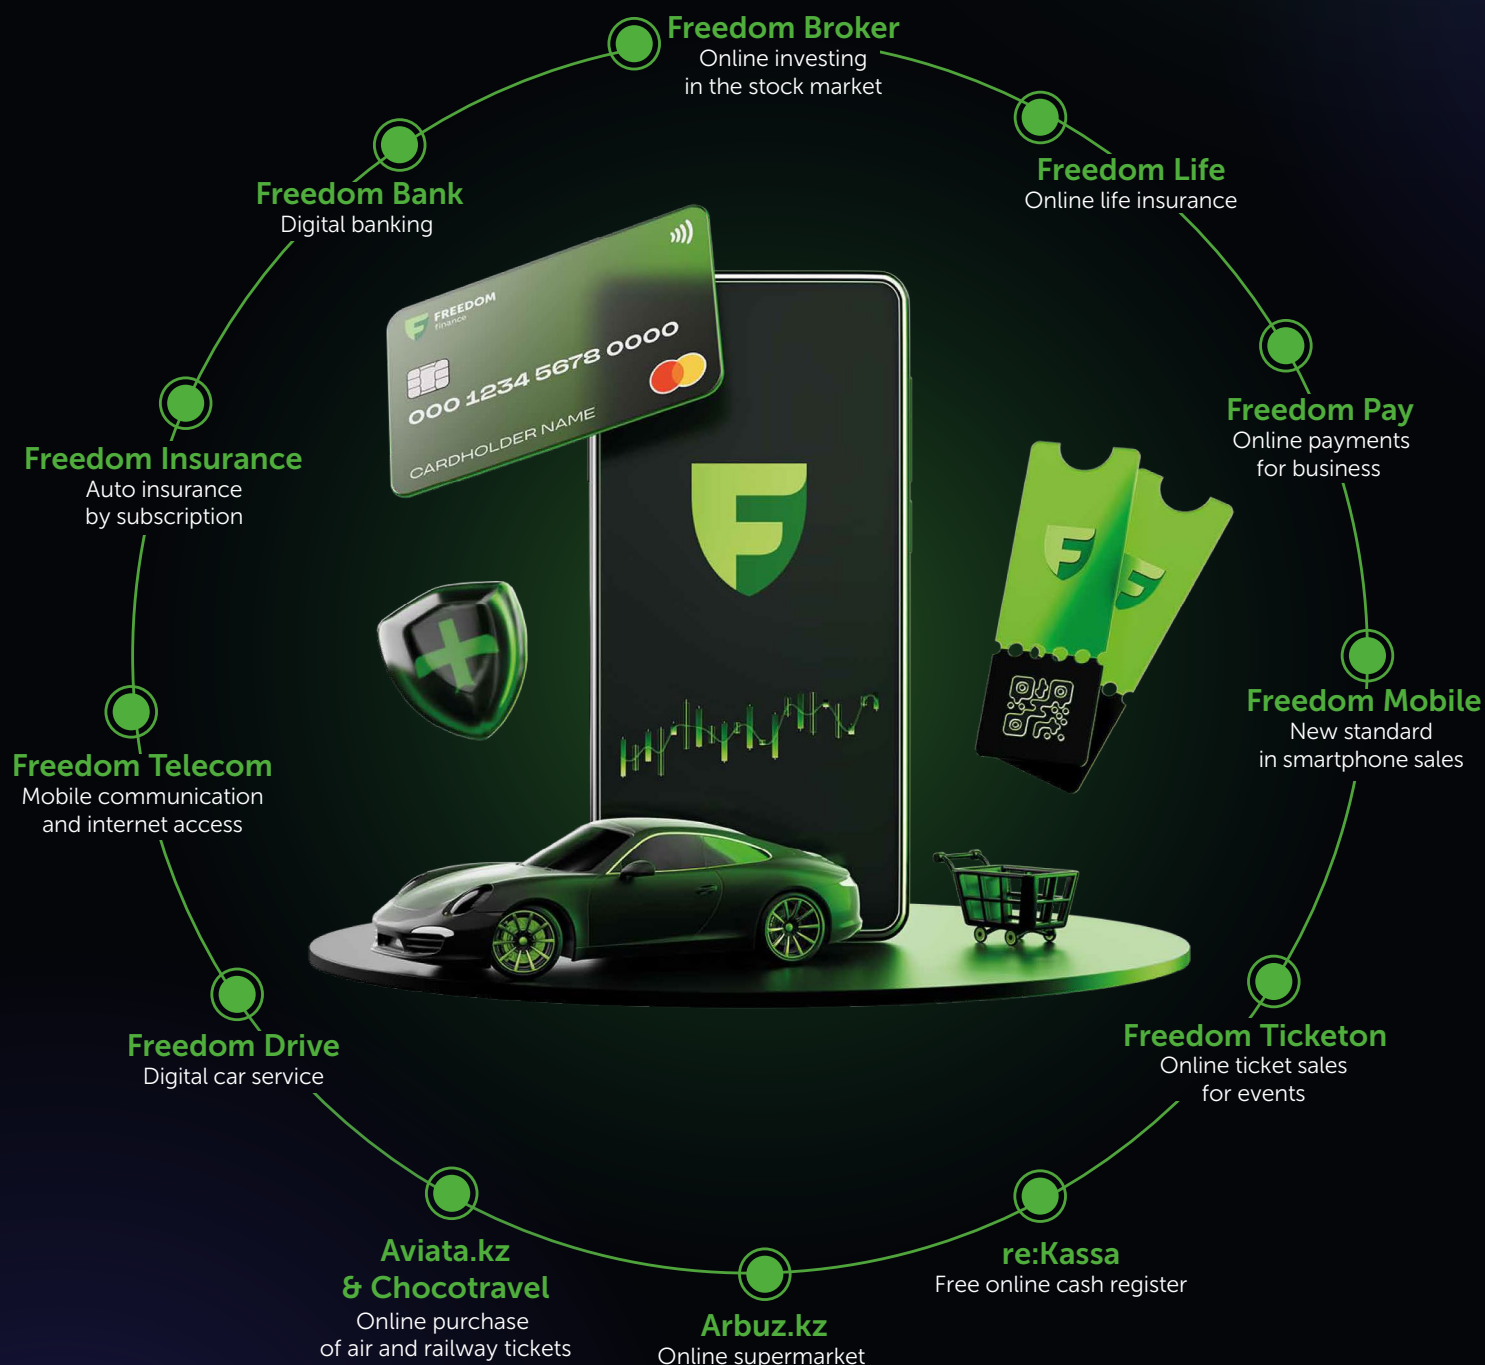 Freedom Broker
Online investing
in the stock market
Freedom Life
Online life insurance
Freedom Bank
Digital banking
FREEDOM
finance
000 1234 5678 0000
CARDHOLDER NAME
Freedom Pay
Online payments
for business
Freedom Insurance
Auto insurance
by subscription
Freedom Mobile
New standard
in smartphone sales
Freedom Telecom
Mobile communication
and internet access
Freedom Drive
Digital car service
Freedom Ticketon
Online ticket sales
for events
Aviata.kz
& Chocotravel
Online purchase
of air and railway tickets
re:Kassa
Free online cash register
Arbuz.kz
Online supermarket